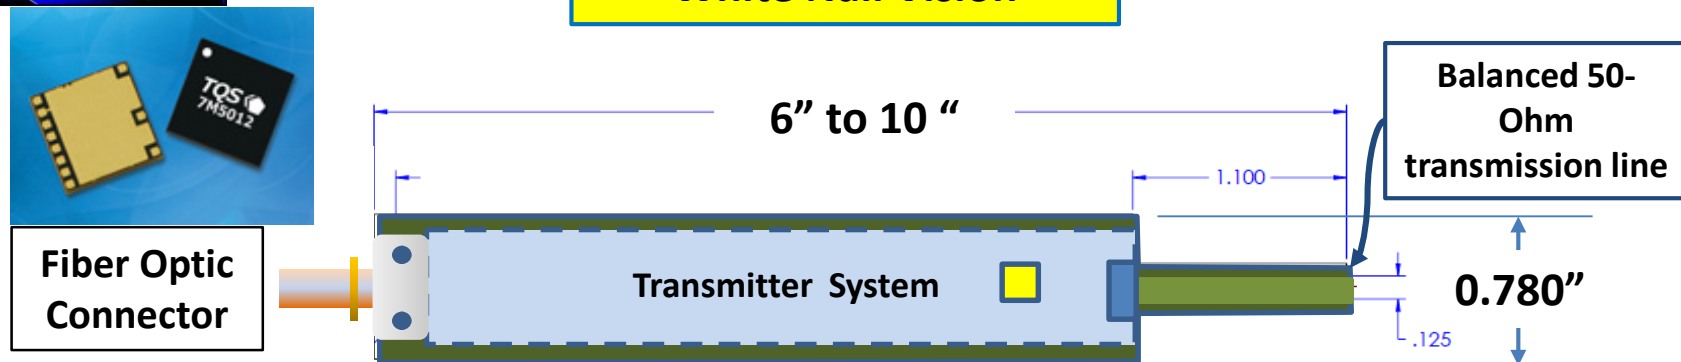 TQS
7M5012
6” to 10 “
Balanced 50-
Ohm
transmission line
1.100
Fiber Optic
Connector
Transmitter System
0.780”
.125